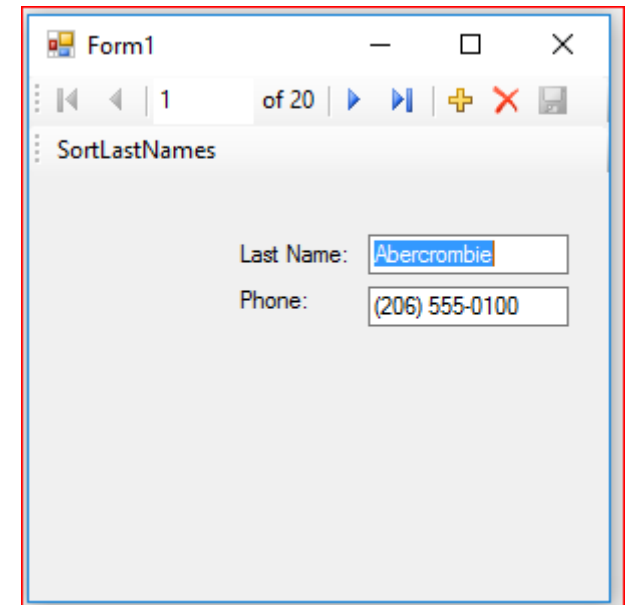 Form1
1 of 20
SortLastNames
Last Name: Abercrombie
Phone: (206) 555-0100